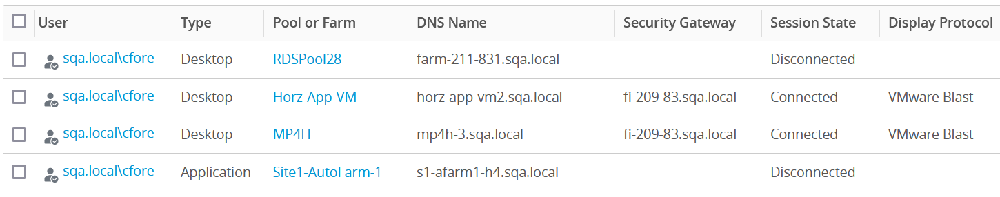 User Type Pool or Farm DNS Name Security Gateway Session State Display Protocol
sqa.local\cfore Desktop RDSPool28 farm-211-831.sqa.local Disconnected
sqa.local\cfore Desktop Horz-App-VM horz-app-vm2.sqa.local fi-209-83.sqa.local Connected VMware Blast
sqa.local\cfore Desktop MP4H mp4h-3.sqa.local fi-209-83.sqa.local Connected VMware Blast
sqa.local\cfore Application Site1-AutoFarm-1 s1-afarm1-h4.sqa.local Disconnected